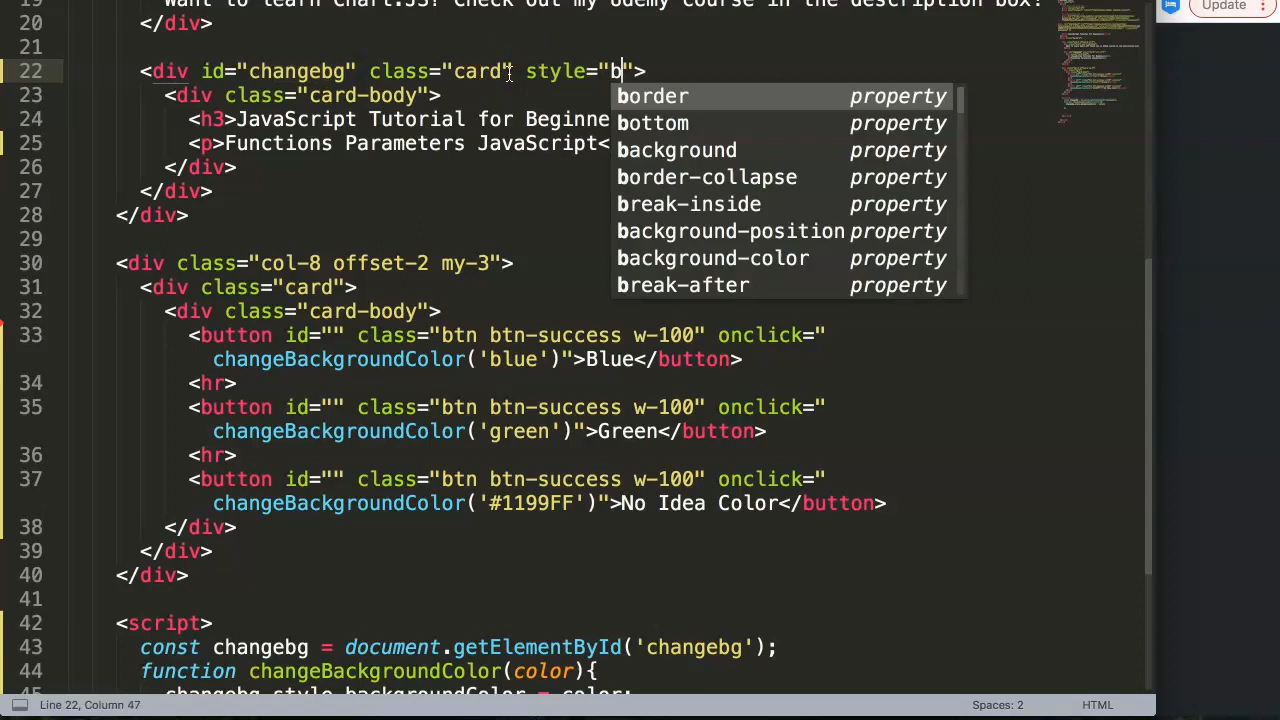 19 Want to learn Chart.JS? Check out my Udemy course in the description box!
Update
20 </div>
21
22 <div id="changebg" class="card" style="b">
23 <div class="card-body">
border property
24 <h3>JavaScript Tutorial for Beginne
bottom property
25 <p>Functions Parameters JavaScript<
background property
26 </div>
border-collapse property
27 </div>
break-inside property
28 </div>
background-position property
29
background-color property
30 <div class="col-8 offset-2 my-3">
break-after property
31 <div class="card">
32 <div class="card-body">
33 <button id="" class="btn btn-success w-100" onclick="
changeBackgroundColor('blue')">Blue</button>
34 <hr>
35 <button id="" class="btn btn-success w-100" onclick="
changeBackgroundColor('green')">Green</button>
36 <hr>
37 <button id="" class="btn btn-success w-100" onclick="
changeBackgroundColor('#1199FF')">No Idea Color</button>
38 </div>
39 </div>
40 </div>
41
42 <script>
43 const changebg = document.getElementById('changebg');
44 function changeBackgroundColor(color){
45 changebg.style.backgroundColor = color;
Line 22, Column 47 Spaces: 2 HTML